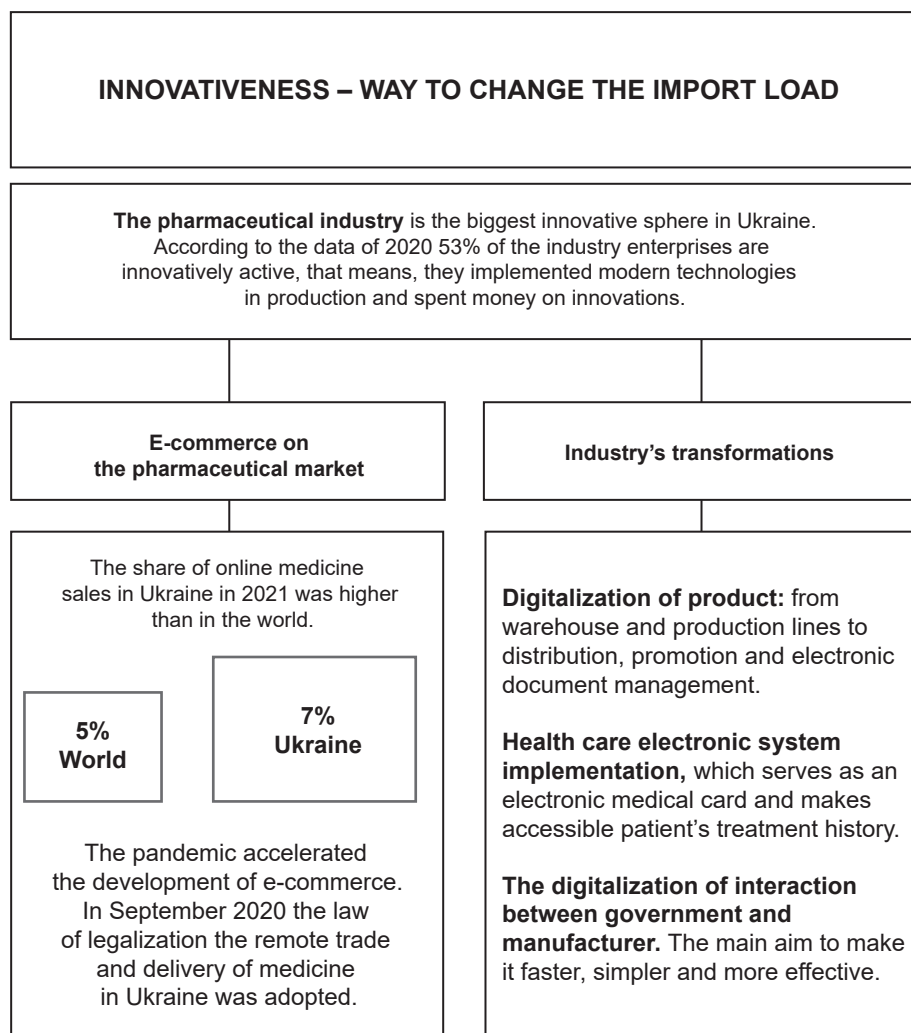 INNOVATIVENESS – WAY TO CHANGE THE IMPORT LOAD
The pharmaceutical industry is the biggest innovative sphere in Ukraine.
According to the data of 2020 53% of the industry enterprises are
innovatively active, that means, they implemented modern technologies
in production and spent money on innovations.
E-commerce on
the pharmaceutical market
The share of online medicine
sales in Ukraine in 2021 was higher
than in the world.
5%
World
7%
Ukraine
The pandemic accelerated
the development of e-commerce.
In September 2020 the law
of legalization the remote trade
and delivery of medicine
in Ukraine was adopted.
Industry’s transformations
Digitalization of product: from
warehouse and production lines to
distribution, promotion and electronic
document management.
Health care electronic system
implementation, which serves as an
electronic medical card and makes
accessible patient’s treatment history.
The digitalization of interaction
between government and
manufacturer. The main aim to make
it faster, simpler and more effective.